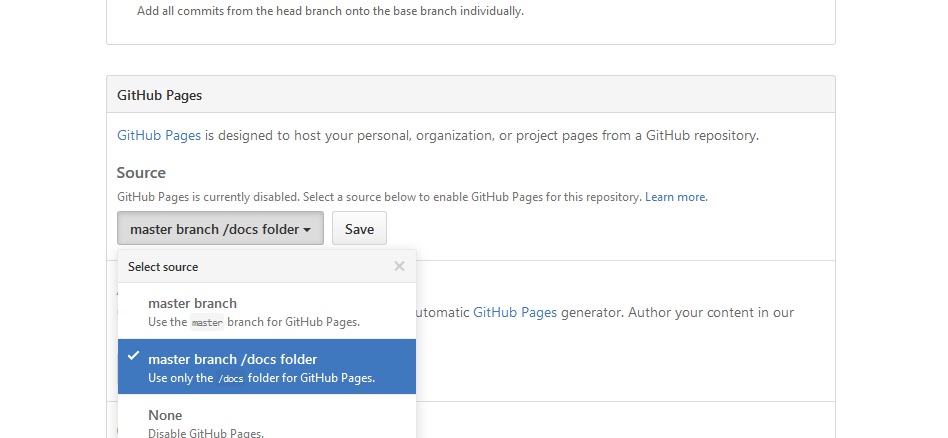 Add all commits from the head branch onto the base branch individually.
GitHub Pages
GitHub Pages is designed to host your personal, organization, or project pages from a GitHub repository.
Source
GitHub Pages is currently disabled. Select a source below to enable GitHub Pages for this repository. Learn more.
master branch /docs folder
Save
Select source
master branch
Use the master branch for GitHub Pages.
utomatic GitHub Pages generator. Author your content in our
master branch /docs folder
Use only the /docs folder for GitHub Pages.
None
Disable GitHub Pages.